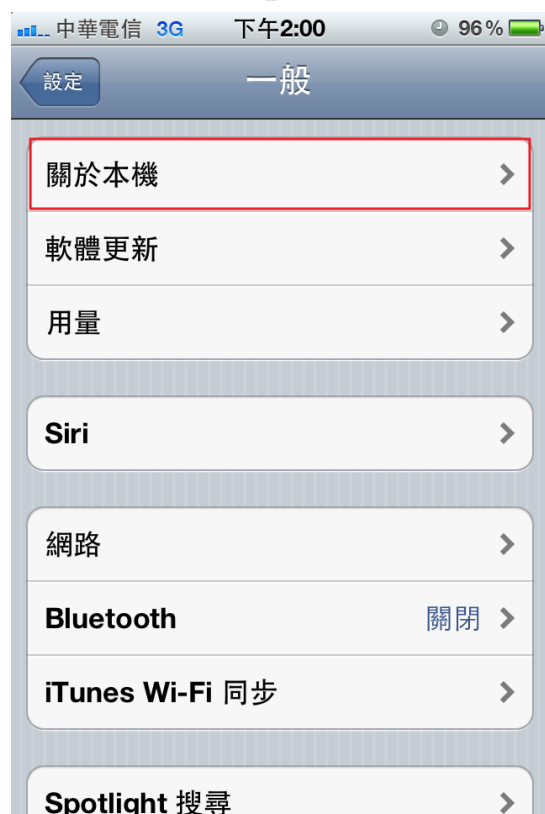 中華電信 3G 下午2:00 96%
設定 一般
關於本機
軟體更新
用量
Siri
網路
Bluetooth 關閉
iTunes Wi-Fi 同步
Spotlight 搜尋